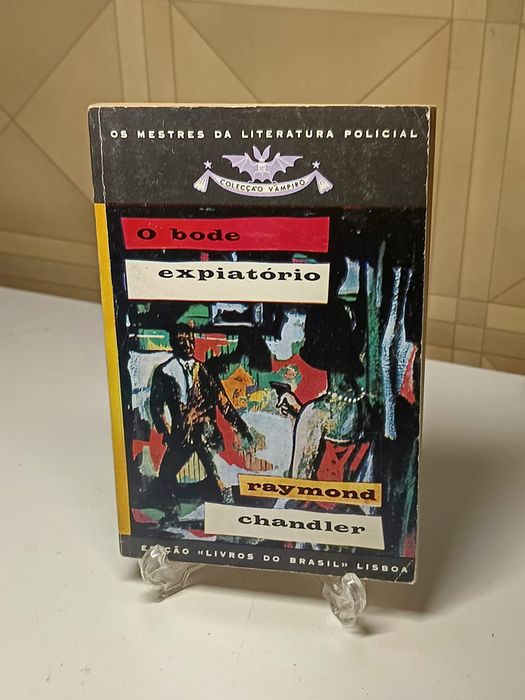 OS MESTRES DA LITERATURA POLICIAL
COLECÇÃO VAMPIRO
O bode
expiatório
raymond
chandler
EDIÇÃO «LIVROS DO BRASIL» LISBOA